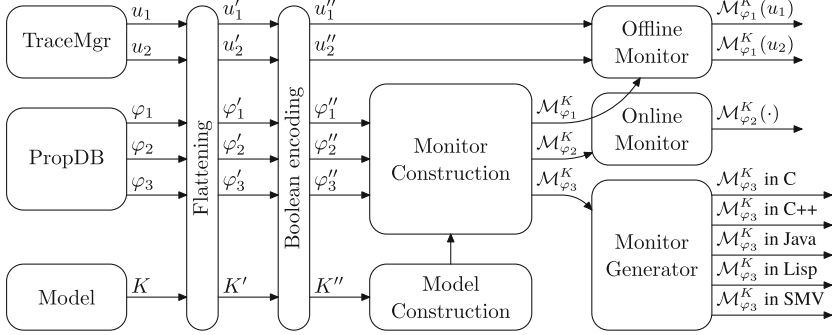 TraceMgr
u₁ u′₁ u″₁
u₂ u′₂ u″₂
Offline
Monitor
ℳ^K_φ₁(u₁)
ℳ^K_φ₁(u₂)
PropDB
φ₁ φ′₁ φ″₁
φ₂ φ′₂ φ″₂
φ₃ φ′₃ φ″₃
Flattening
Boolean encoding
Monitor
Construction
ℳ^K_φ₁
ℳ^K_φ₂
ℳ^K_φ₃
Online
Monitor
ℳ^K_φ₂(·)
Monitor
Generator
ℳ^K_φ₃ in C
ℳ^K_φ₃ in C++
ℳ^K_φ₃ in Java
ℳ^K_φ₃ in Lisp
ℳ^K_φ₃ in SMV
Model
K K′ K″
Model
Construction